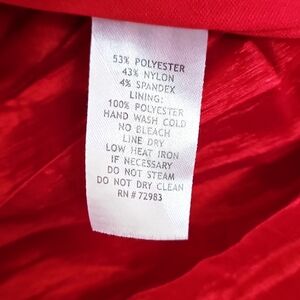 53% POLYESTER
43% NYLON
4% SPANDEX
LINING:
100% POLYESTER
HAND WASH COLD
NO BLEACH
LINE DRY
LOW HEAT IRON
IF NECESSARY
DO NOT STEAM
DO NOT DRY CLEAN
RN # 72983